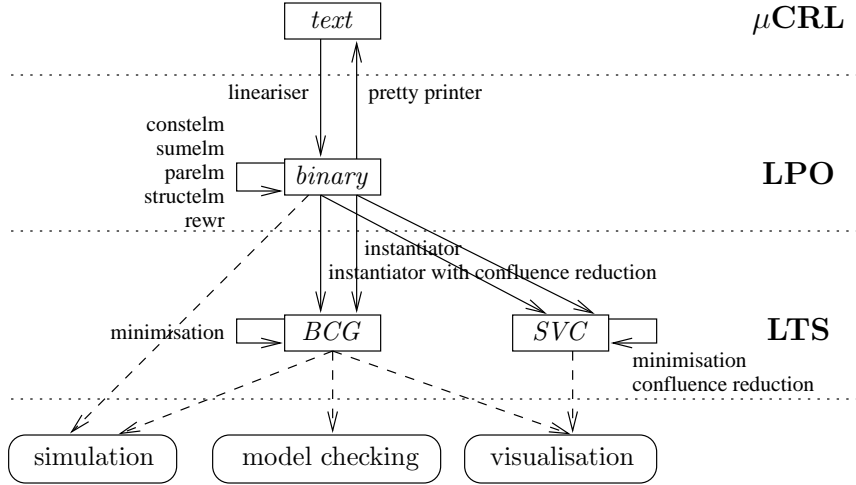 text
μCRL
lineariser
pretty printer
constelm
sumelm
parelm
structelm
rewr
binary
LPO
instantiator
instantiator with confluence reduction
minimisation
BCG
SVC
LTS
minimisation
confluence reduction
simulation
model checking
visualisation